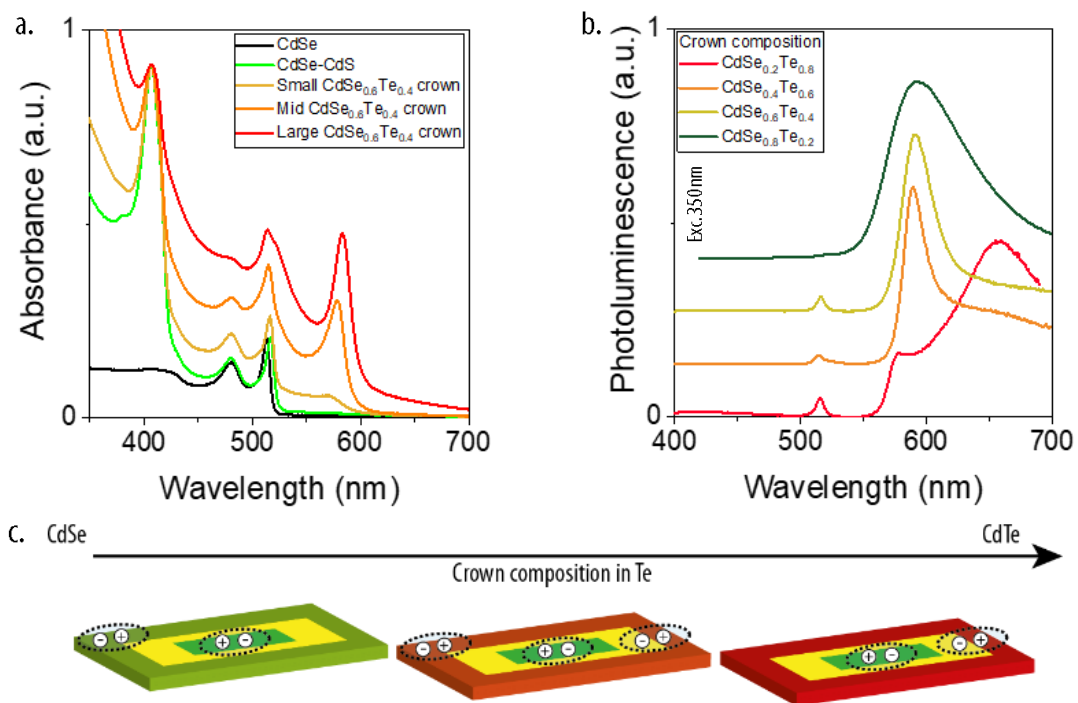 a.
1
CdSe
CdSe-CdS
Small CdSe₀.₆Te₀.₄ crown
Mid CdSe₀.₆Te₀.₄ crown
Large CdSe₀.₆Te₀.₄ crown
Absorbance (a.u.)
0
400 500 600 700
Wavelength (nm)
b.
1
Crown composition
CdSe₀.₂Te₀.₈
CdSe₀.₄Te₀.₆
CdSe₀.₆Te₀.₄
CdSe₀.₈Te₀.₂
Exc.350nm
Photoluminescence (a.u.)
0
400 500 600 700
Wavelength (nm)
c.
CdSe CdTe
Crown composition in Te
− + + − − + + − − + + − − +